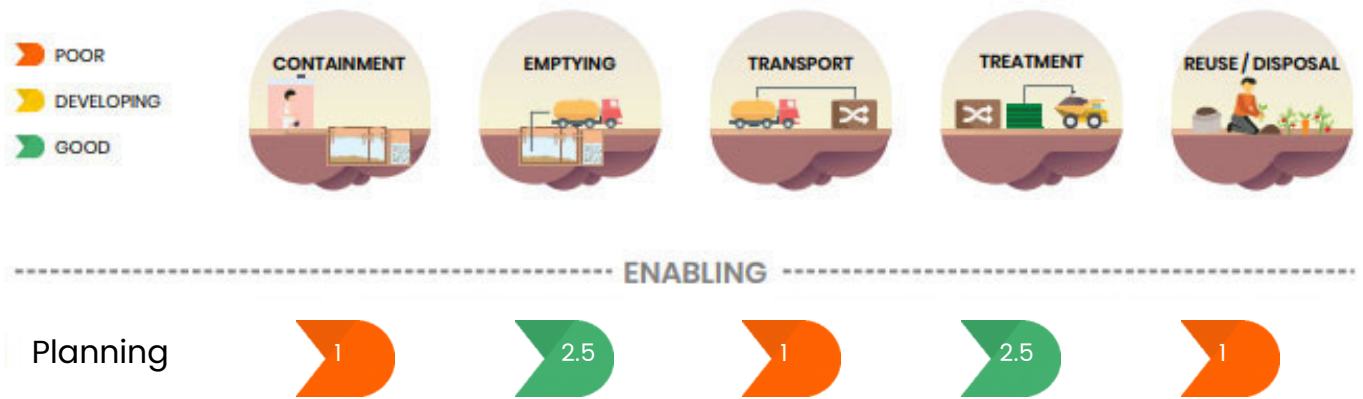 POOR
DEVELOPING
GOOD
CONTAINMENT
EMPTYING
TRANSPORT
TREATMENT
REUSE / DISPOSAL
ENABLING
Planning
1
2.5
1
2.5
1